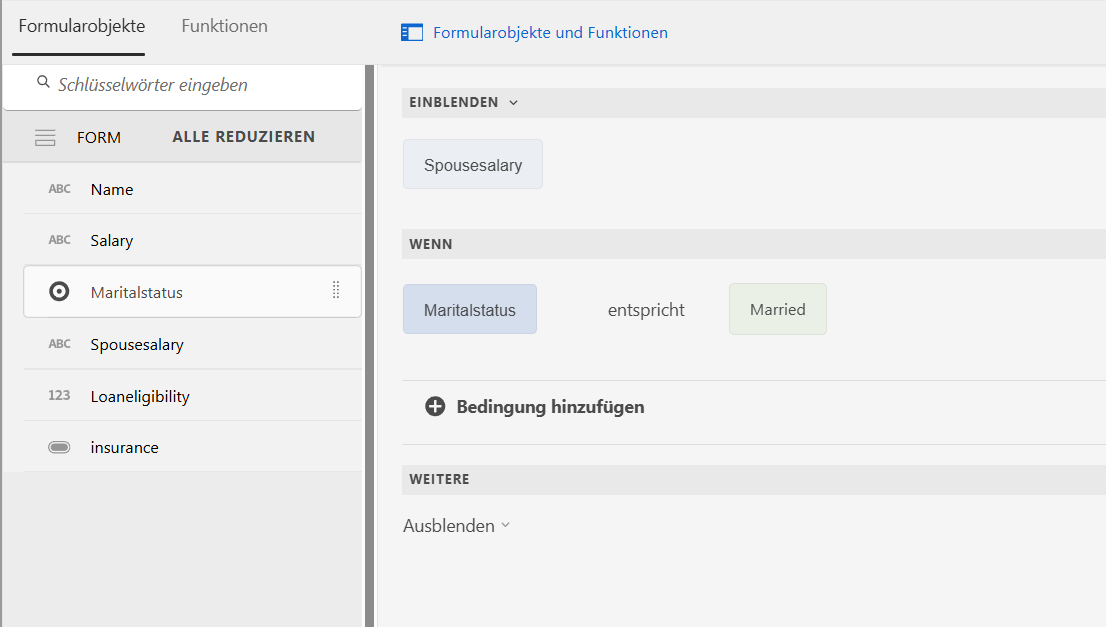 Formularobjekte Funktionen
Formularobjekte und Funktionen
Schlüsselwörter eingeben
FORM ALLE REDUZIEREN
ABC Name
ABC Salary
Maritalstatus
ABC Spousesalary
123 Loaneligibility
insurance
EINBLENDEN
Spousesalary
WENN
Maritalstatus entspricht Married
Bedingung hinzufügen
WEITERE
Ausblenden